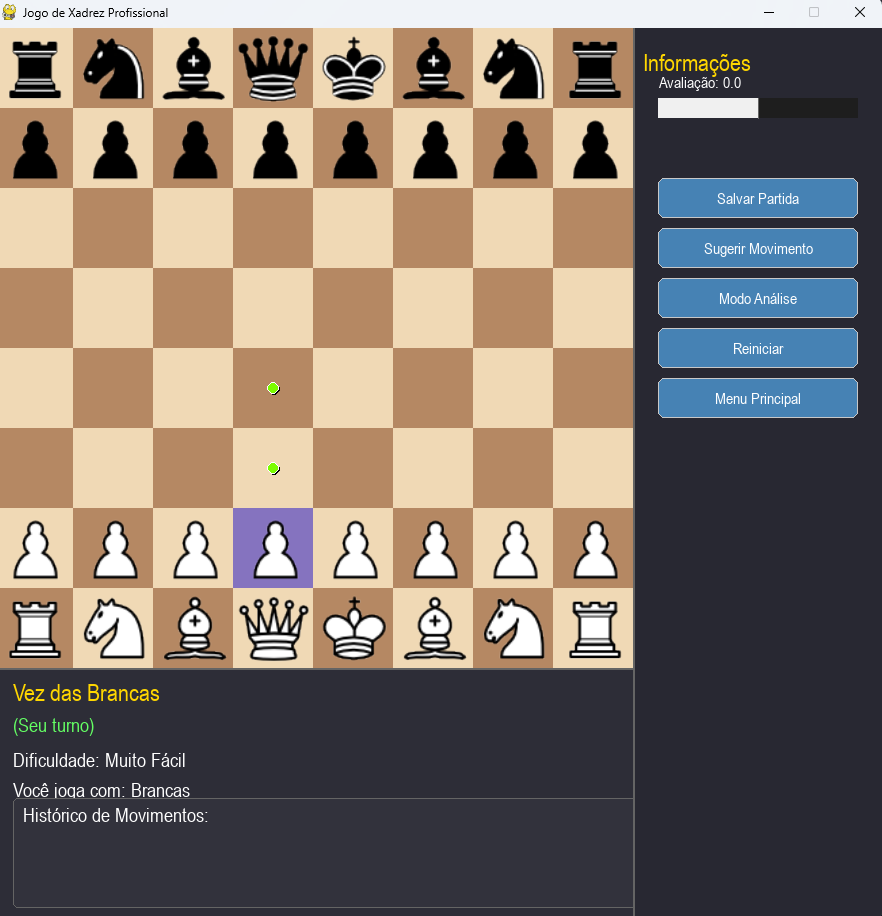 Jogo de Xadrez Profissional
Informações
Avaliação: 0.0
Salvar Partida
Sugerir Movimento
Modo Análise
Reiniciar
Menu Principal
Vez das Brancas
(Seu turno)
Dificuldade: Muito Fácil
Você joga com: Brancas
Histórico de Movimentos: